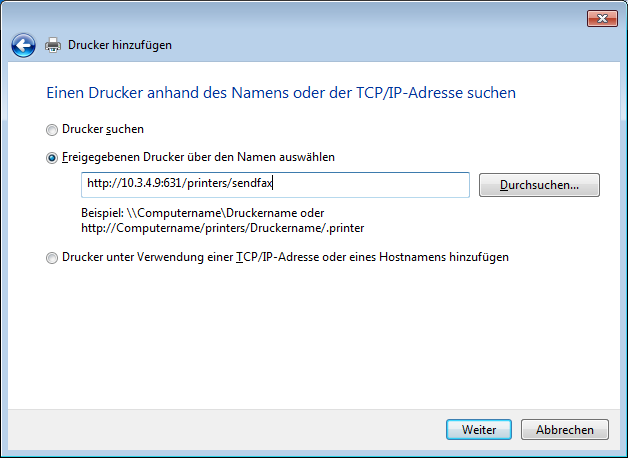 Drucker hinzufügen
Einen Drucker anhand des Namens oder der TCP/IP-Adresse suchen
Drucker suchen
Freigegebenen Drucker über den Namen auswählen
http://10.3.4.9:631/printers/sendfax
Durchsuchen...
Beispiel: \\Computername\Druckername oder
http://Computername/printers/Druckername/.printer
Drucker unter Verwendung einer TCP/IP-Adresse oder eines Hostnamens hinzufügen
Weiter
Abbrechen